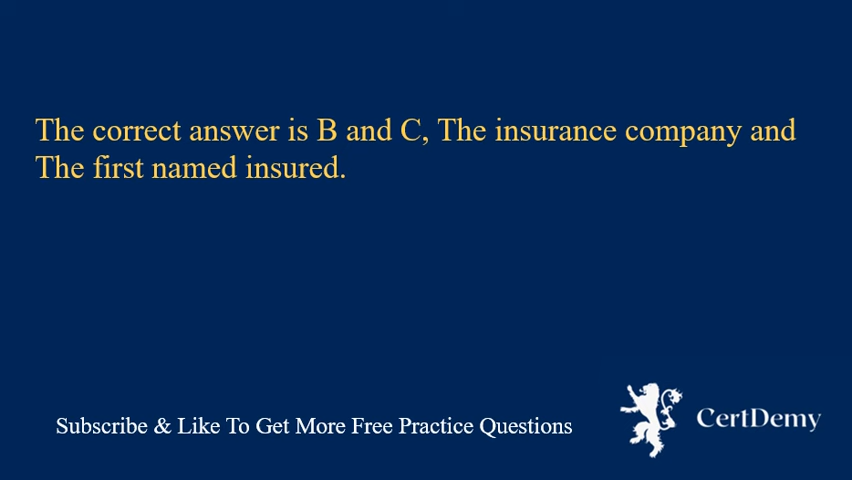 The correct answer is B and C, The insurance company and
The first named insured.
Subscribe & Like To Get More Free Practice Questions
CertDemy